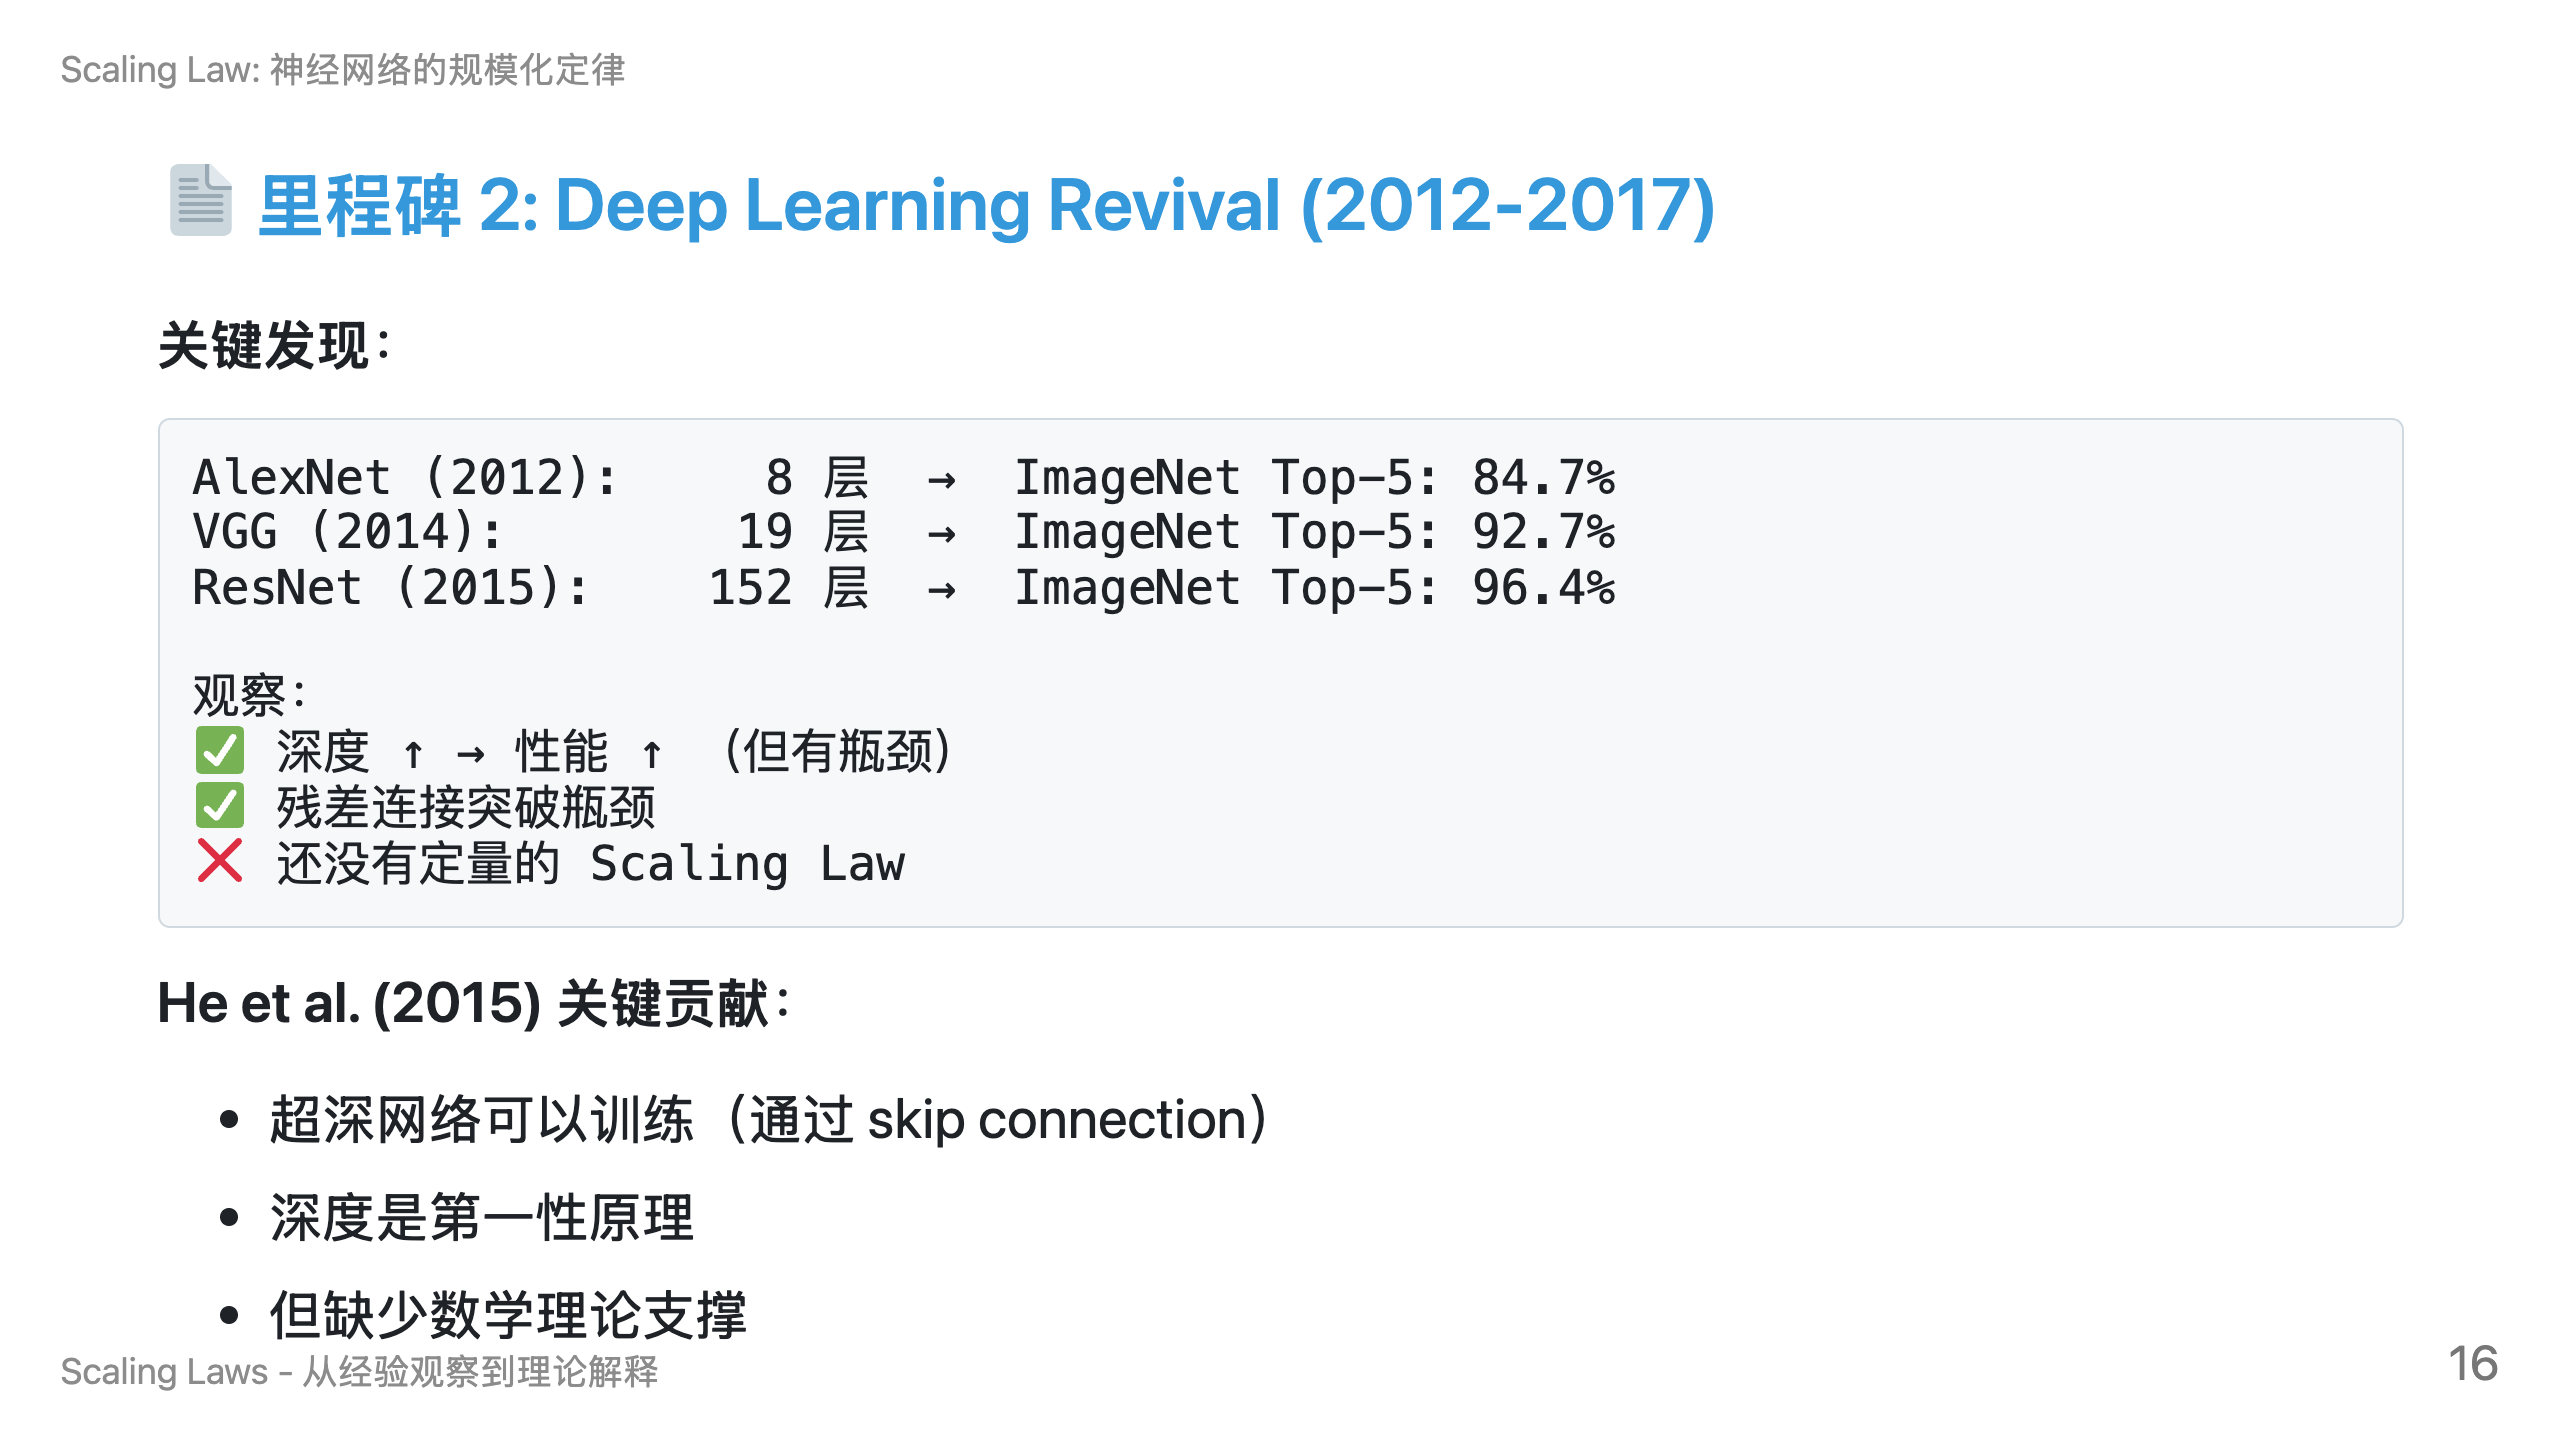 Scaling Law: 神经网络的规模化定律
📄 里程碑 2: Deep Learning Revival (2012-2017)
关键发现：
AlexNet (2012):     8 层  →  ImageNet Top-5: 84.7%
VGG (2014):        19 层  →  ImageNet Top-5: 92.7%
ResNet (2015):    152 层  →  ImageNet Top-5: 96.4%
观察：
✅ 深度 ↑ → 性能 ↑ （但有瓶颈）
✅ 残差连接突破瓶颈
❌ 还没有定量的 Scaling Law
He et al. (2015) 关键贡献：
• 超深网络可以训练（通过 skip connection）
• 深度是第一性原理
• 但缺少数学理论支撑
Scaling Laws - 从经验观察到理论解释
16